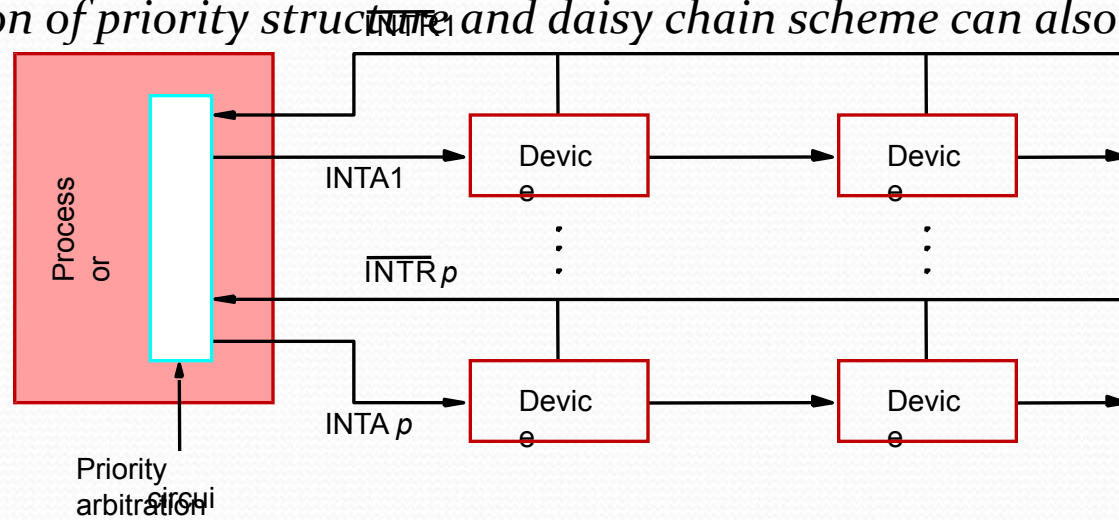 on of priority structure and daisy chain scheme can also
INTR1
Devic
e
Devic
e
INTA1
Process
or
INTR p
Devic
e
Devic
e
INTA p
Priority
arbitration
circui